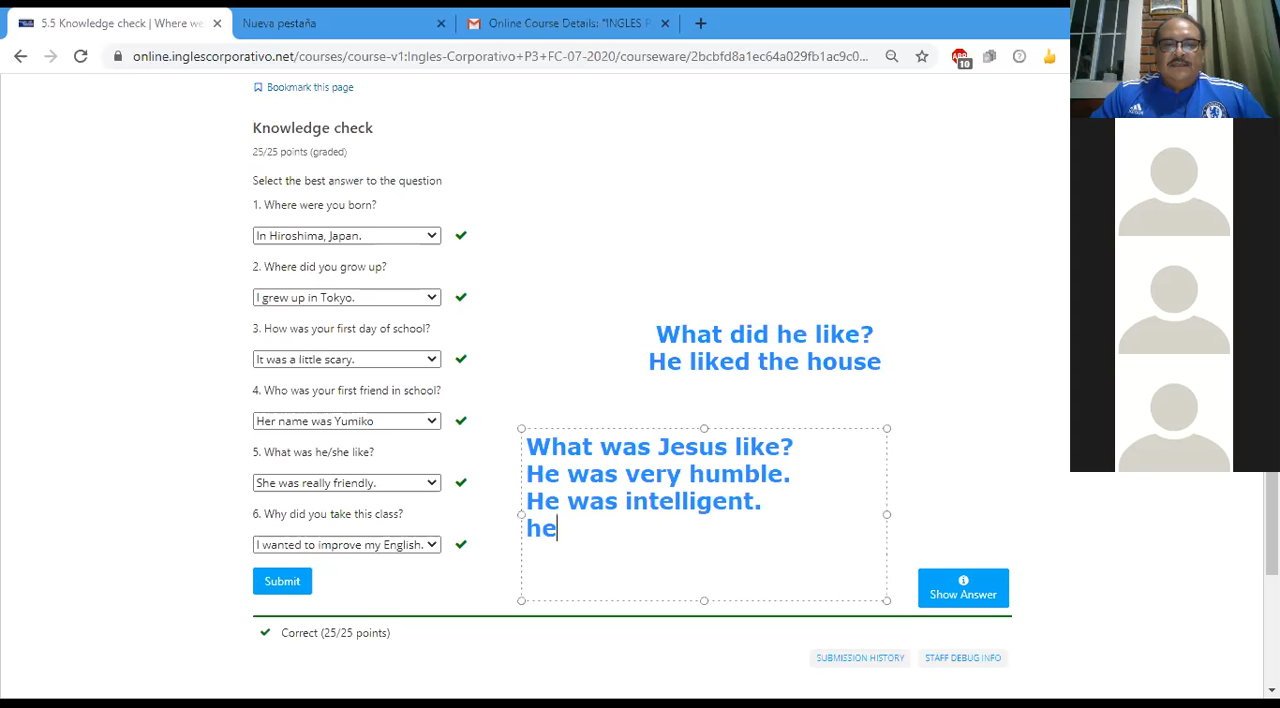 5.5 Knowledge check | Where we
Nueva pestaña
Online Course Details: "INGLES P
online.inglescorporativo.net/courses/course-v1:Ingles-Corporativo+P3+FC-07-2020/courseware/2bcbfd8a1ec64a029fb1ac9c0...
10
Bookmark this page
Knowledge check
25/25 points (graded)
Select the best answer to the question
1. Where were you born?
In Hiroshima, Japan.
2. Where did you grow up?
I grew up in Tokyo.
3. How was your first day of school?
It was a little scary.
4. Who was your first friend in school?
Her name was Yumiko
5. What was he/she like?
She was really friendly.
6. Why did you take this class?
I wanted to improve my English.
What did he like?
He liked the house
What was Jesus like?
He was very humble.
He was intelligent.
he
Submit
Show Answer
Correct (25/25 points)
SUBMISSION HISTORY
STAFF DEBUG INFO